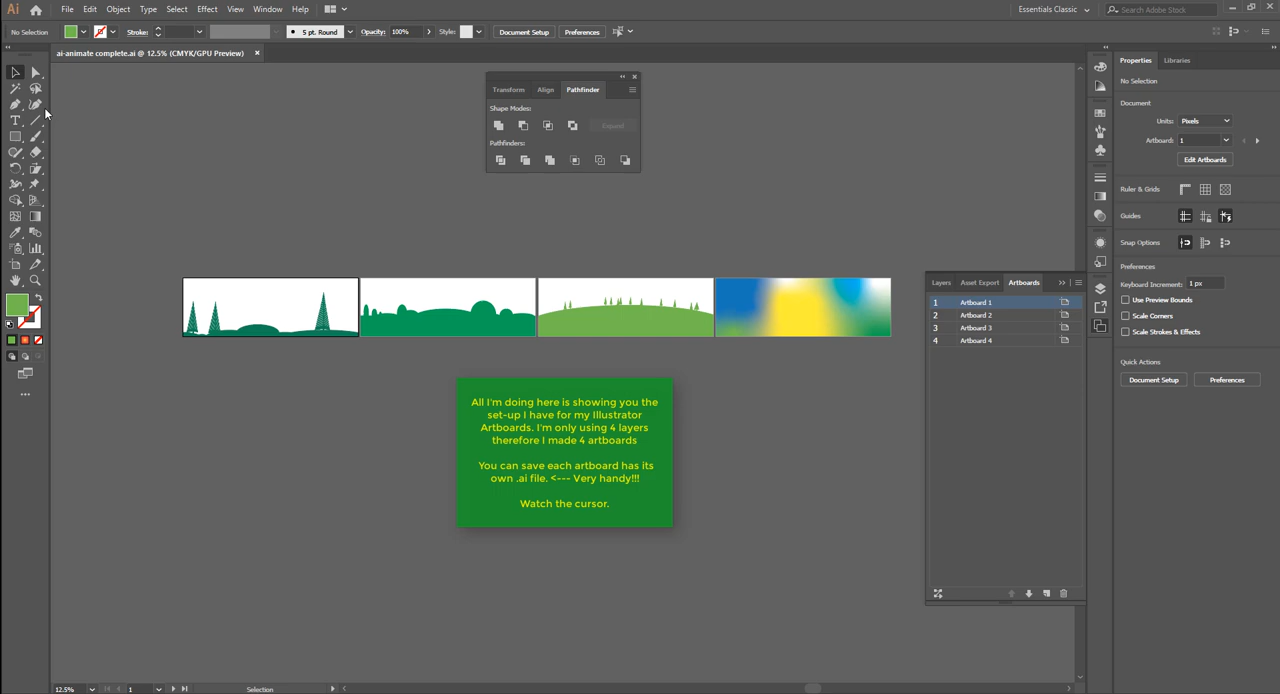 Ai File Edit Object Type Select Effect View Window Help Essentials Classic Search Adobe Stock
No Selection Stroke: 5 pt. Round Opacity: 100% Style: Document Setup Preferences
ai-animate complete.ai @ 12.5% (CMYK/GPU Preview) ×
Properties Libraries
No Selection
Document
Units: Pixels
Artboard: 1
Edit Artboards
Ruler & Grids
Guides
Snap Options
Preferences
Keyboard Increment: 1 px
Use Preview Bounds
Scale Corners
Scale Strokes & Effects
Quick Actions
Document Setup Preferences
Transform Align Pathfinder
Shape Modes:
Expand
Pathfinders:
Layers Asset Export Artboards
1 Artboard 1
2 Artboard 2
3 Artboard 3
4 Artboard 4
All I'm doing here is showing you the
set-up I have for my Illustrator
Artboards. I'm only using 4 layers
therefore I made 4 artboards
You can save each artboard has its
own .ai file. <--- Very handy!!!
Watch the cursor.
12.5% 1 Selection